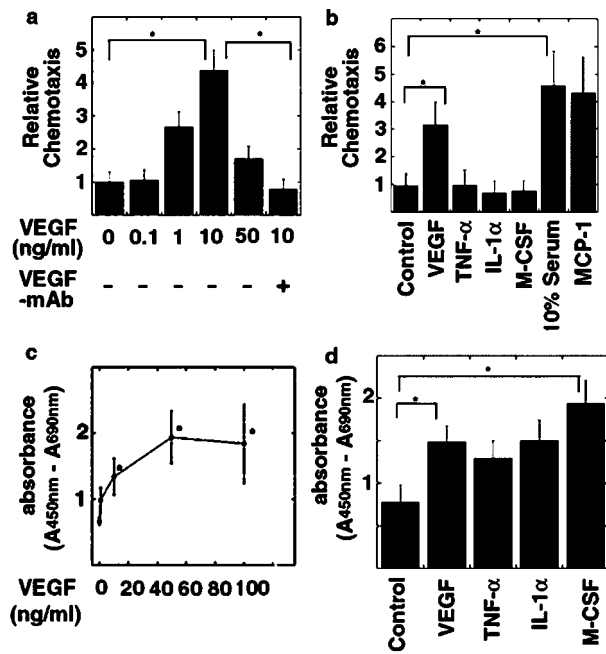 a
Relative
Chemotaxis
5
4
3
2
1
*
*
VEGF
(ng/ml)
0 0.1 1 10 50 10
VEGF
-mAb
- - - - - +
b
Relative
Chemotaxis
6
5
4
3
2
1
*
*
Control
VEGF
TNF-α
IL-1α
M-CSF
10% Serum
MCP-1
c
absorbance
(A450nm - A690nm)
2
1
*
*
*
VEGF
(ng/ml)
0 20 40 60 80 100
d
absorbance
(A450nm - A690nm)
2
1
*
*
Control
VEGF
TNF-α
IL-1α
M-CSF